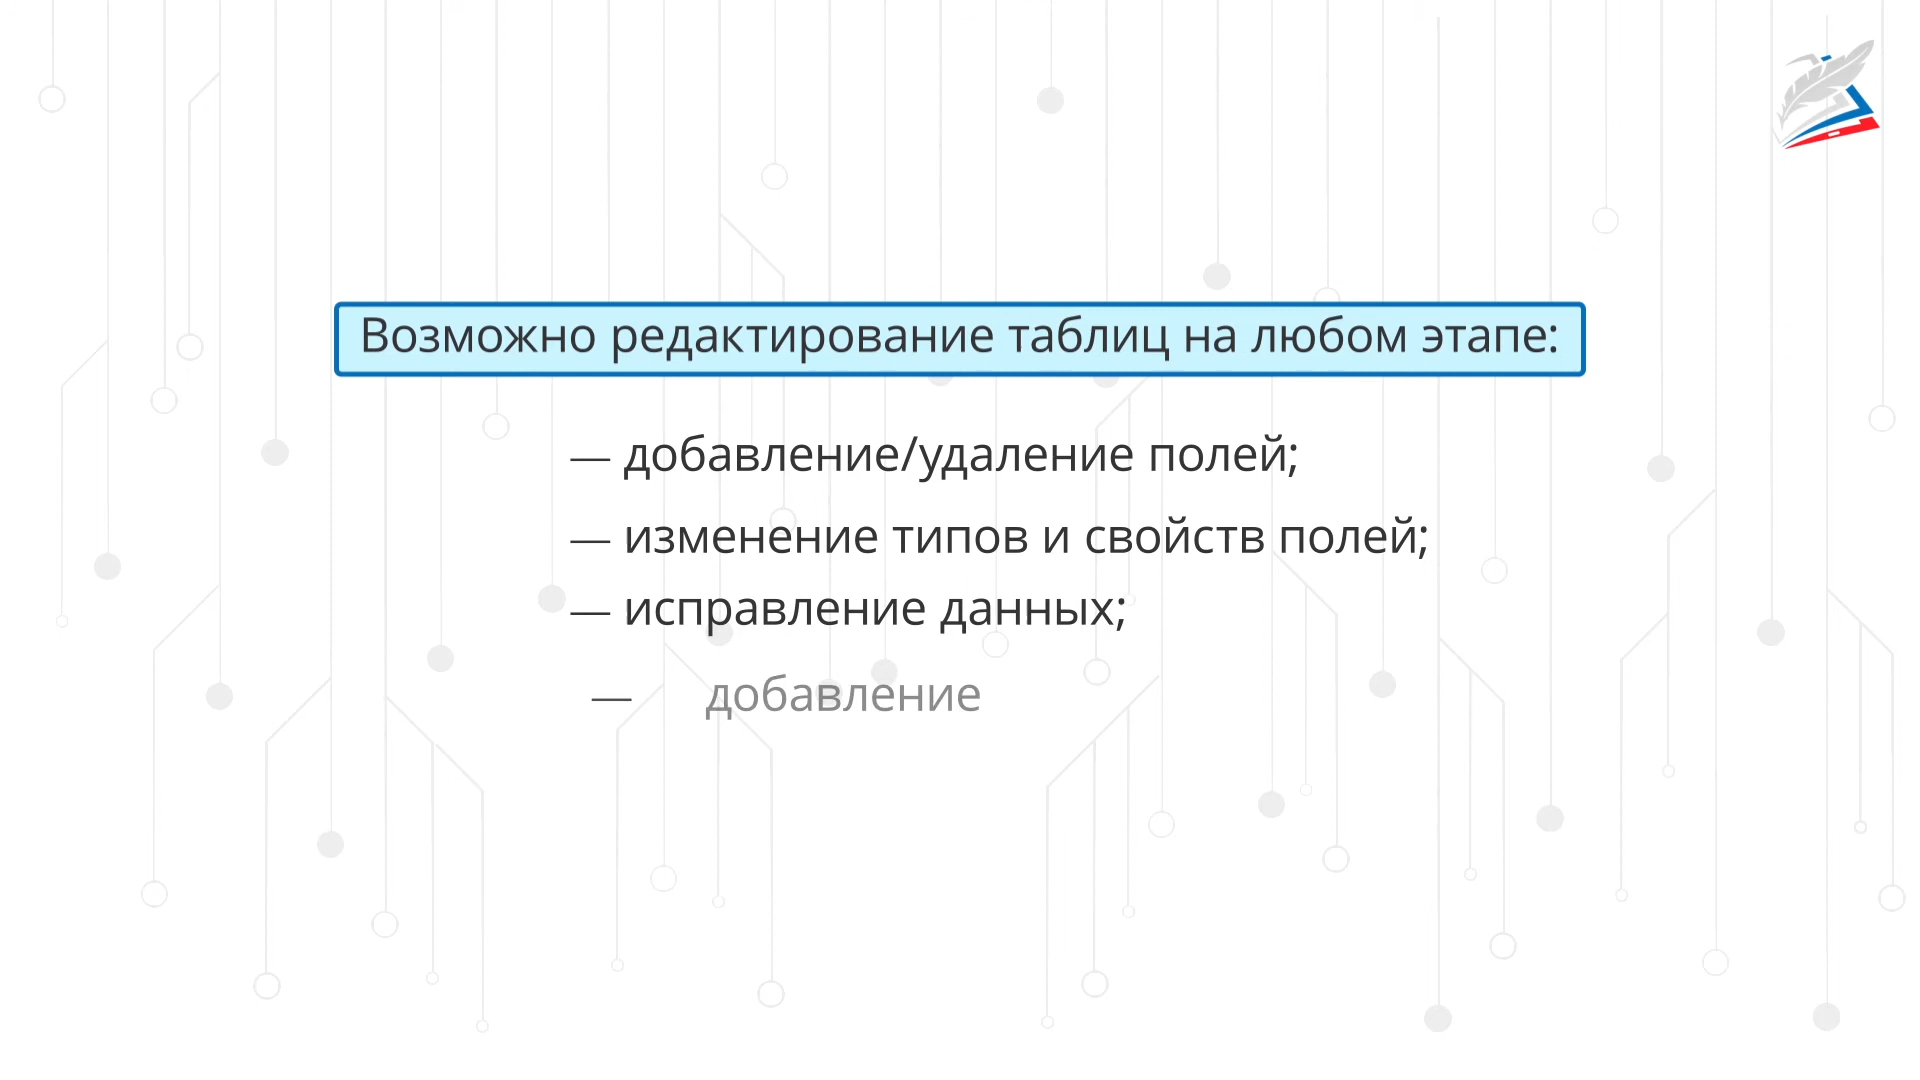 Возможно редактирование таблиц на любом этапе:
— добавление/удаление полей;
— изменение типов и свойств полей;
— исправление данных;
— добавление